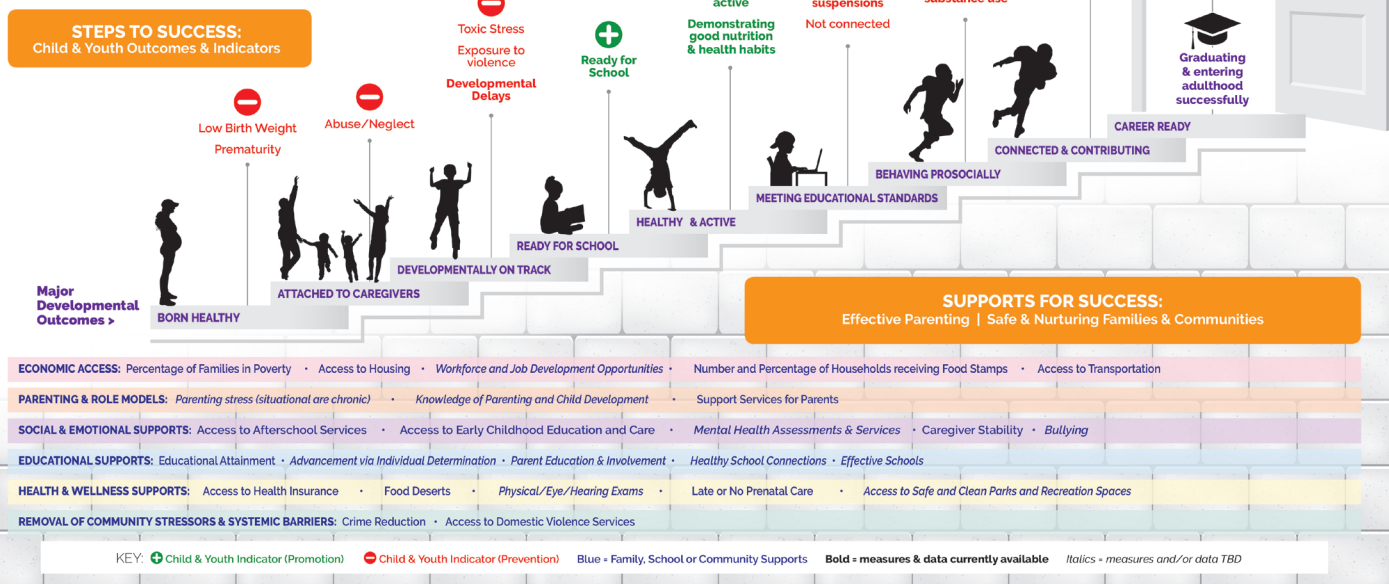 active
suspensions
substance use
STEPS TO SUCCESS:
Child & Youth Outcomes & Indicators
Toxic Stress
Exposure to
violence
Developmental
Delays
Ready for
School
Demonstrating
good nutrition
& health habits
Not connected
Low Birth Weight
Prematurity
Abuse/Neglect
Graduating
& entering
adulthood
successfully
CAREER READY
CONNECTED & CONTRIBUTING
BEHAVING PROSOCIALLY
MEETING EDUCATIONAL STANDARDS
HEALTHY & ACTIVE
READY FOR SCHOOL
DEVELOPMENTALLY ON TRACK
ATTACHED TO CAREGIVERS
BORN HEALTHY
Major
Developmental
Outcomes >
SUPPORTS FOR SUCCESS:
Effective Parenting | Safe & Nurturing Families & Communities
ECONOMIC ACCESS: Percentage of Families in Poverty • Access to Housing • Workforce and Job Development Opportunities • Number and Percentage of Households receiving Food Stamps • Access to Transportation
PARENTING & ROLE MODELS: Parenting stress (situational are chronic) • Knowledge of Parenting and Child Development • Support Services for Parents
SOCIAL & EMOTIONAL SUPPORTS: Access to Afterschool Services • Access to Early Childhood Education and Care • Mental Health Assessments & Services • Caregiver Stability • Bullying
EDUCATIONAL SUPPORTS: Educational Attainment • Advancement via Individual Determination • Parent Education & Involvement • Healthy School Connections • Effective Schools
HEALTH & WELLNESS SUPPORTS: Access to Health Insurance • Food Deserts • Physical/Eye/Hearing Exams • Late or No Prenatal Care • Access to Safe and Clean Parks and Recreation Spaces
REMOVAL OF COMMUNITY STRESSORS & SYSTEMIC BARRIERS: Crime Reduction • Access to Domestic Violence Services
KEY: Child & Youth Indicator (Promotion) Child & Youth Indicator (Prevention) Blue = Family, School or Community Supports Bold = measures & data currently available Italics = measures and/or data TBD